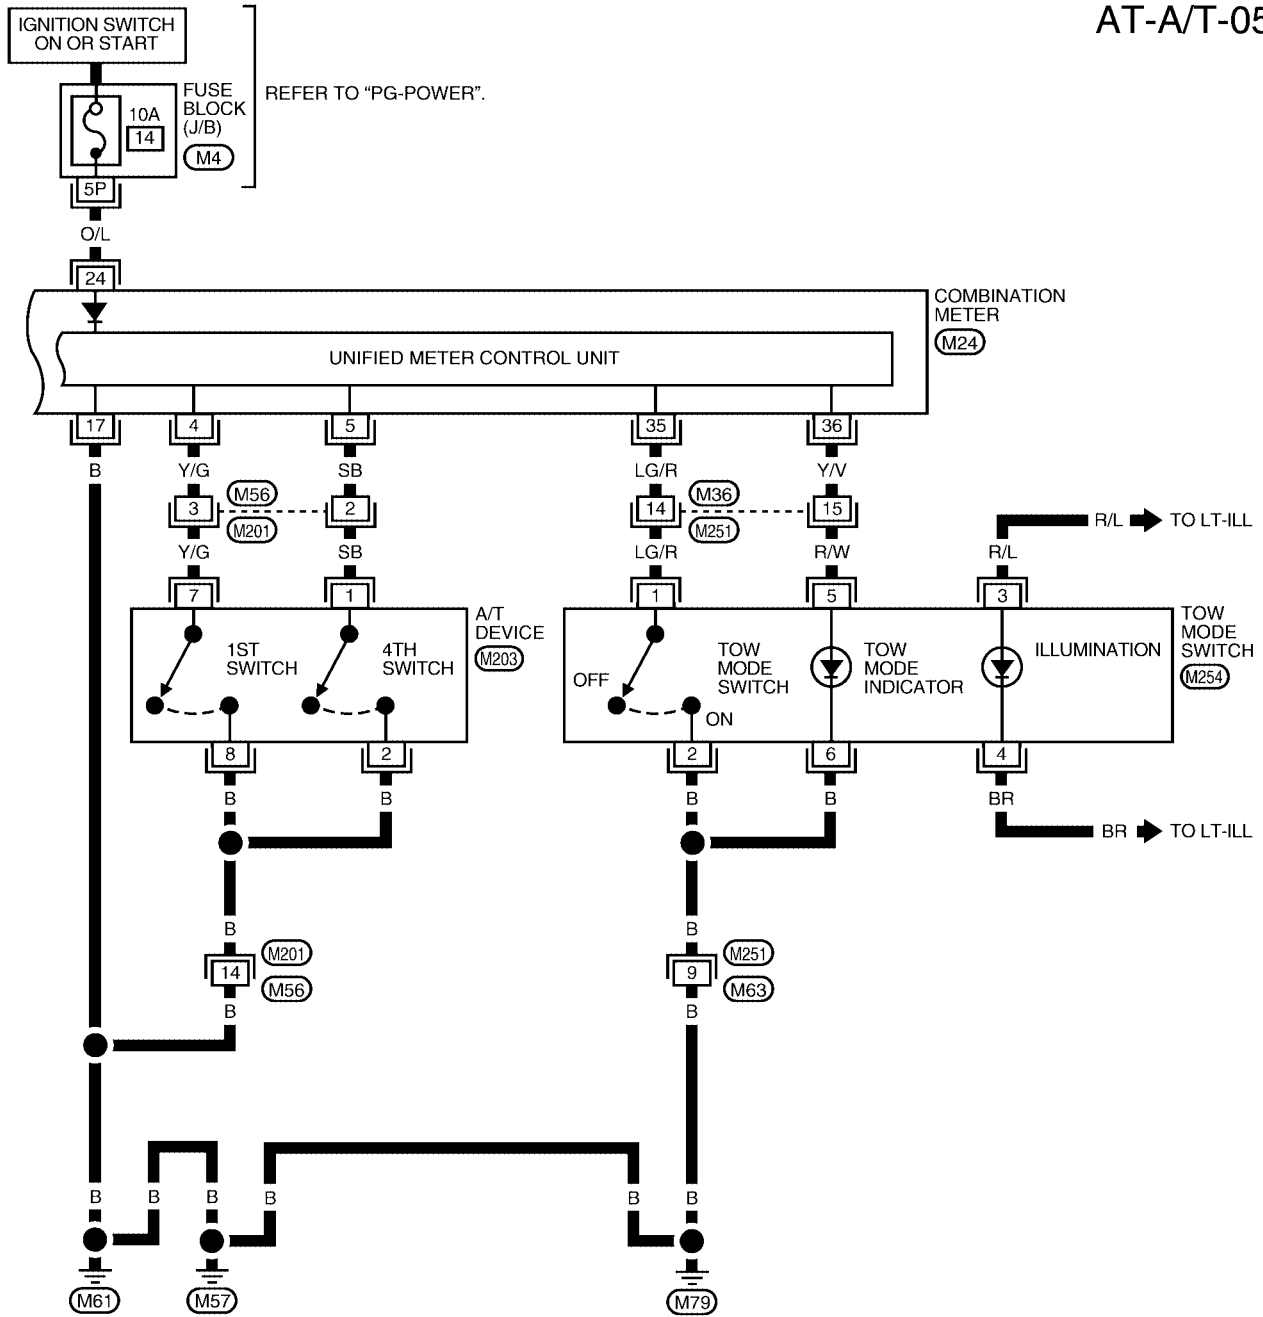 AT-A/T-05
IGNITION SWITCH
ON OR START
FUSE
BLOCK
(J/B)
M4
10A
14
REFER TO “PG-POWER”.
5P
O/L
24
COMBINATION
METER
M24
UNIFIED METER CONTROL UNIT
17 4 5 35 36
B Y/G SB LG/R Y/V
3 M56 2 14 M36 15
M201 M251
R/L TO LT-ILL
Y/G SB LG/R R/W R/L
7 1 1 5 3
A/T
DEVICE
M203
1ST
SWITCH
4TH
SWITCH
OFF
ON
TOW
MODE
SWITCH
TOW
MODE
INDICATOR
ILLUMINATION
TOW
MODE
SWITCH
M254
8 2 2 6 4
B B B B BR
BR TO LT-ILL
B B
M201 M251
14 9
M56 M63
B B
B B B B B B
M61 M57 M79